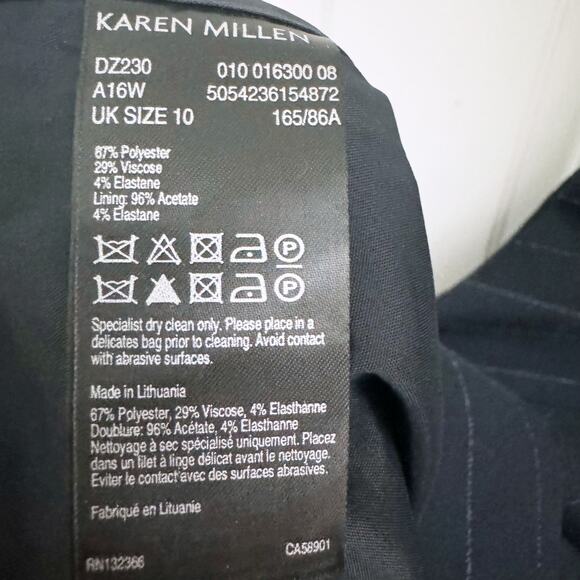 KAREN MILLEN
DZ230 010 016300 08
A16W 5054236154872
UK SIZE 10 165/86A
67% Polyester
29% Viscose
4% Elastane
Lining: 96% Acetate
4% Elastane
P
P
Specialist dry clean only. Please place in a
delicates bag prior to cleaning. Avoid contact
with abrasive surfaces.
Made in Lithuania
67% Polyester, 29% Viscose, 4% Elasthanne
Doublure: 96% Acétate, 4% Elasthanne
Nettoyage à sec spécialisé uniquement. Placez
dans un filet à linge délicat avant le nettoyage.
Eviter le contact avec des surfaces abrasives.
Fabriqué en Lituanie
RN132366 CA58901